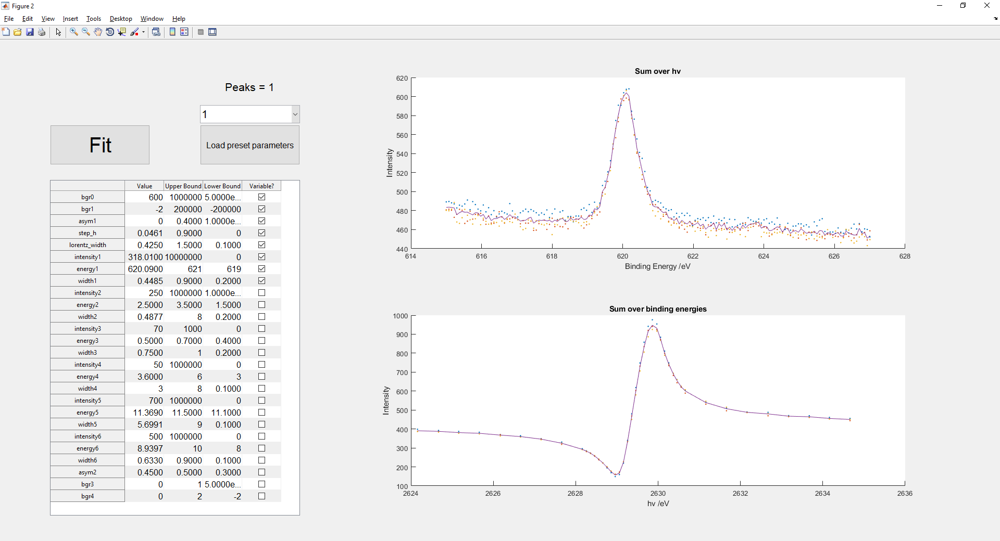 Figure 2
File Edit View Insert Tools Desktop Window Help
Peaks = 1
1
Fit
Load preset parameters
Value Upper Bound Lower Bound Variable?
bgr0 600 1000000 5.0000e...
bgr1 -2 200000 -200000
asym1 0 0.4000 1.0000e...
step_h 0.0461 0.9000 0
lorentz_width 0.4250 1.5000 0.1000
intensity1 318.0100 10000000 0
energy1 620.0900 621 619
width1 0.4485 0.9000 0.2000
intensity2 250 1000000 1.0000e...
energy2 2.5000 3.5000 1.5000
width2 0.4877 8 0.2000
intensity3 70 1000 0
energy3 0.5000 0.7000 0.4000
width3 0.7500 1 0.2000
intensity4 50 1000000 0
energy4 3.6000 6 3
width4 3 8 0.1000
intensity5 700 1000000 0
energy5 11.3690 11.5000 11.1000
width5 5.6991 9 0.1000
intensity6 500 1000000 0
energy6 8.9397 10 8
width6 0.6330 0.9000 0.1000
asym2 0.4500 0.5000 0.3000
bgr3 0 1 5.0000e...
bgr4 0 2 -2
Sum over hv
620
600
580
560
540
520
500
480
460
440
Intensity
614 616 618 620 622 624 626 628
Binding Energy /eV
Sum over binding energies
1000
900
800
700
600
500
400
300
200
100
Intensity
2624 2626 2628 2630 2632 2634 2636
hv /eV